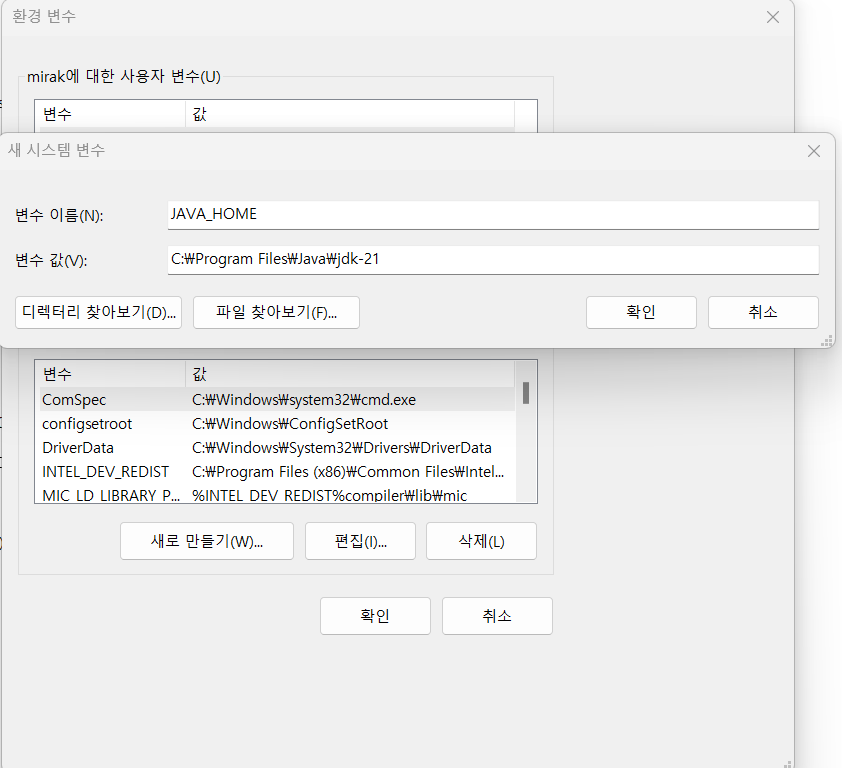 환경 변수
mirak에 대한 사용자 변수(U)
변수 값
새 시스템 변수
변수 이름(N): JAVA_HOME
변수 값(V): C:₩Program Files₩Java₩jdk-21
디렉터리 찾아보기(D)... 파일 찾아보기(F)... 확인 취소
변수 값
ComSpec C:₩Windows₩system32₩cmd.exe
configsetroot C:₩Windows₩ConfigSetRoot
DriverData C:₩Windows₩System32₩Drivers₩DriverData
INTEL_DEV_REDIST C:₩Program Files (x86)₩Common Files₩Intel...
MIC_LD_LIBRARY_P... %INTEL_DEV_REDIST%compiler₩lib₩mic
새로 만들기(W)... 편집(I)... 삭제(L)
확인 취소